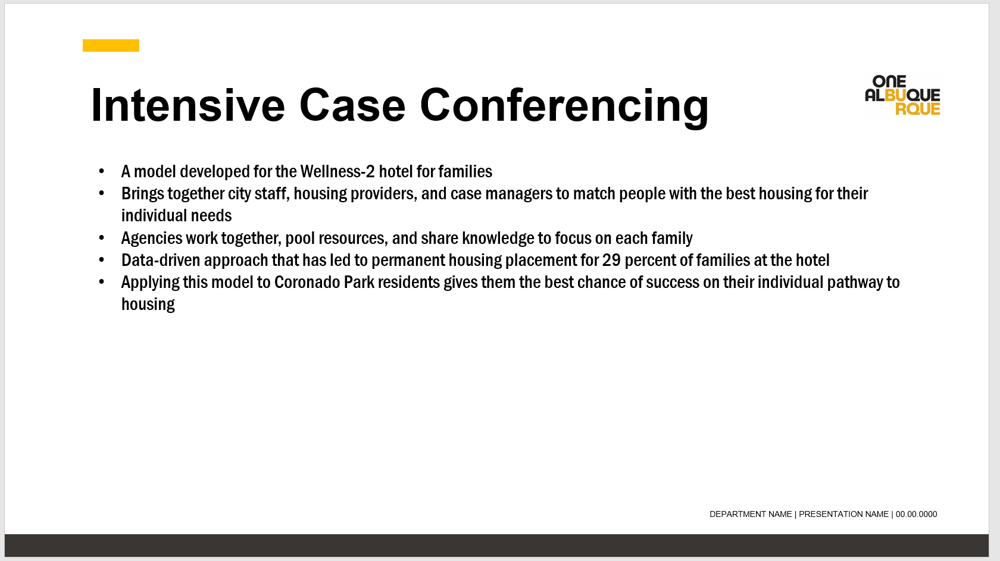 ONE
ALBUQUE
RQUE
Intensive Case Conferencing
• A model developed for the Wellness-2 hotel for families
• Brings together city staff, housing providers, and case managers to match people with the best housing for their
individual needs
• Agencies work together, pool resources, and share knowledge to focus on each family
• Data-driven approach that has led to permanent housing placement for 29 percent of families at the hotel
• Applying this model to Coronado Park residents gives them the best chance of success on their individual pathway to
housing
DEPARTMENT NAME | PRESENTATION NAME | 00.00.0000